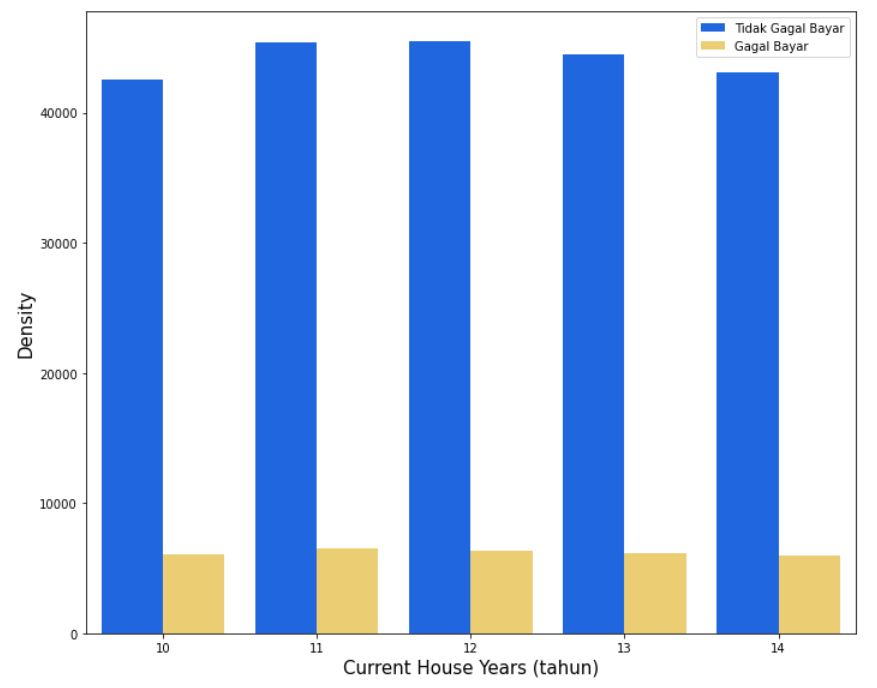 Tidak Gagal Bayar
Gagal Bayar
40000
30000
20000
10000
0
Density
10 11 12 13 14
Current House Years (tahun)